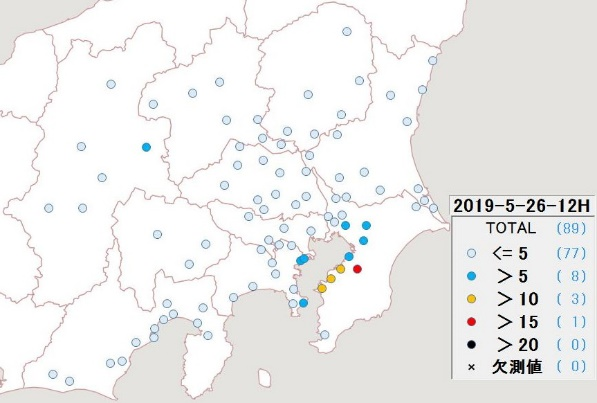 2019-5-26-12H
TOTAL (89)
<= 5 (77)
> 5 (8)
> 10 (3)
> 15 (1)
> 20 (0)
× 欠測値 (0)